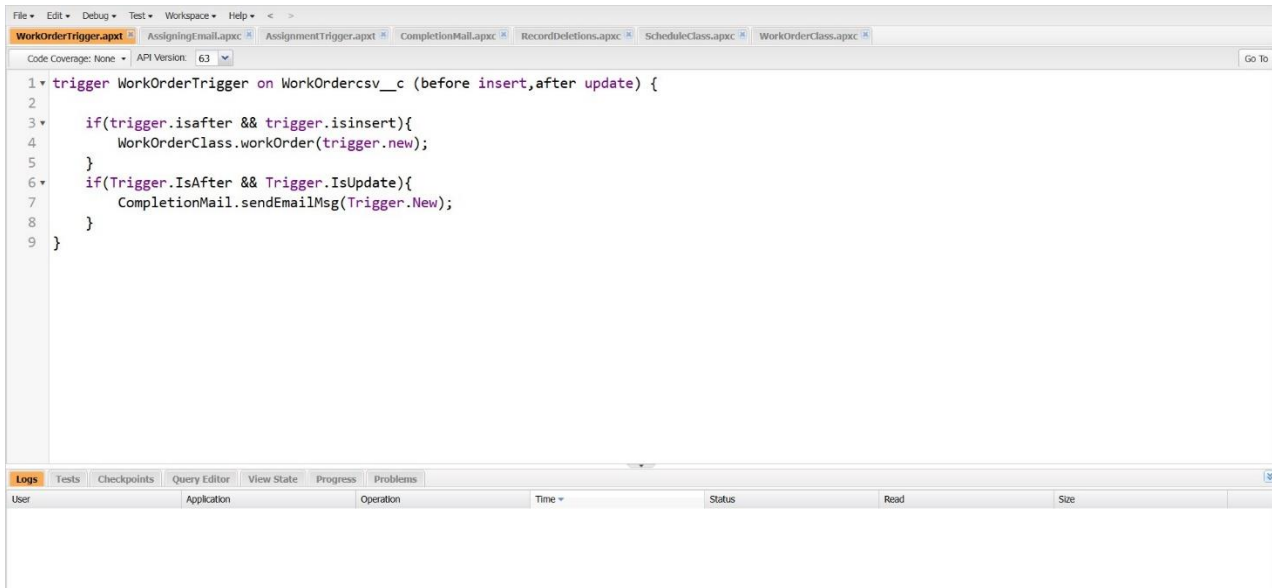 File Edit Debug Test Workspace Help < >
WorkOrderTrigger.apxt AssigningEmail.apxc AssignmentTrigger.apxt CompletionMail.apxc RecordDeletions.apxc ScheduleClass.apxc WorkOrderClass.apxc
Code Coverage: None API Version: 63 Go To
1 trigger WorkOrderTrigger on WorkOrdercsv__c (before insert,after update) {
2
3 if(trigger.isafter && trigger.isinsert){
4 WorkOrderClass.workOrder(trigger.new);
5 }
6 if(Trigger.IsAfter && Trigger.IsUpdate){
7 CompletionMail.sendEmailMsg(Trigger.New);
8 }
9 }
Logs Tests Checkpoints Query Editor View State Progress Problems
User Application Operation Time Status Read Size